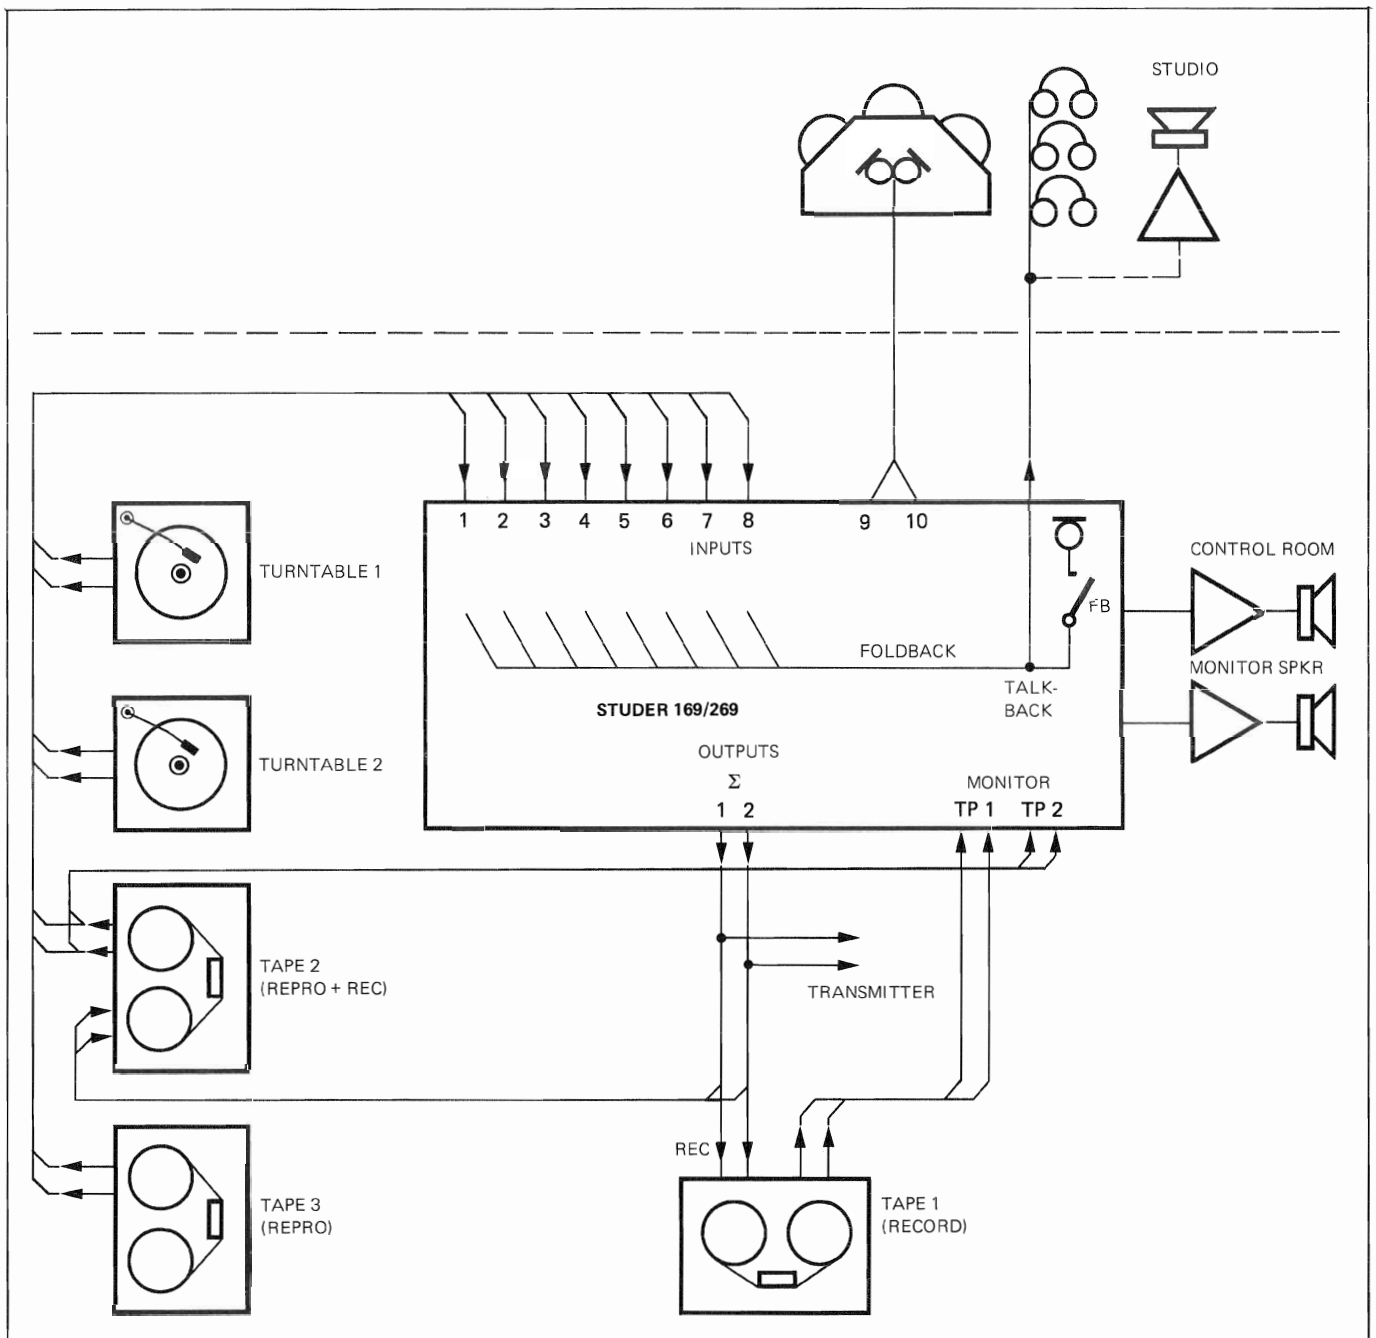 STUDIO
1 2 3 4 5 6 7 8 9 10
INPUTS
TURNTABLE 1
CONTROL ROOM
FB
FOLDBACK
MONITOR SPKR
TALK-
BACK
STUDER 169/269
TURNTABLE 2
OUTPUTS
Σ
MONITOR
1 2 TP 1 TP 2
TAPE 2
(REPRO + REC)
TRANSMITTER
REC
TAPE 3
(REPRO)
TAPE 1
(RECORD)